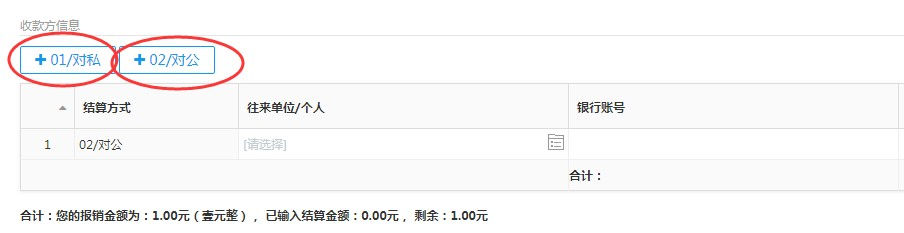 收款方信息
+ 01/对私 + 02/对公
结算方式 往来单位/个人 银行账号
1 02/对公 [请选择]
合计：
合计：您的报销金额为：1.00元（壹元整），已输入结算金额：0.00元，剩余：1.00元